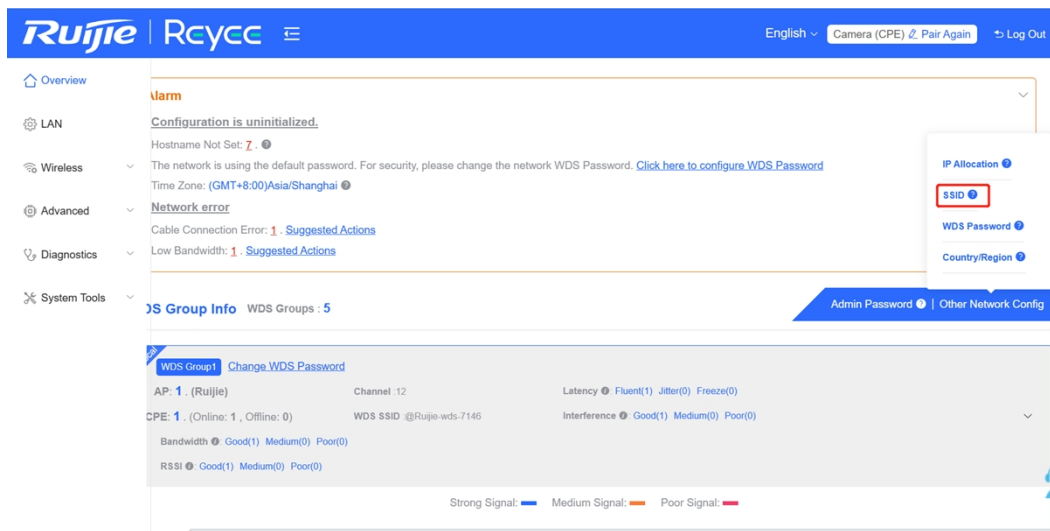 Ruijie | Reyee
English
Camera (CPE) Pair Again
Log Out
Overview
LAN
Wireless
Advanced
Diagnostics
System Tools
Alarm
Configuration is uninitialized.
Hostname Not Set: 7 .
The network is using the default password. For security, please change the network WDS Password. Click here to configure WDS Password
Time Zone: (GMT+8:00)Asia/Shanghai
Network error
Cable Connection Error: 1 . Suggested Actions
Low Bandwidth: 1 . Suggested Actions
IP Allocation
SSID
WDS Password
Country/Region
DS Group Info WDS Groups : 5
Admin Password | Other Network Config
WDS Group1 Change WDS Password
AP: 1 . (Ruijie) Channel :12 Latency : Fluent(1) Jitter(0) Freeze(0)
CPE: 1 . (Online: 1 , Offline: 0) WDS SSID :@Ruijie-wds-7146 Interference : Good(1) Medium(0) Poor(0)
Bandwidth : Good(1) Medium(0) Poor(0)
RSSI : Good(1) Medium(0) Poor(0)
Strong Signal: Medium Signal: Poor Signal: